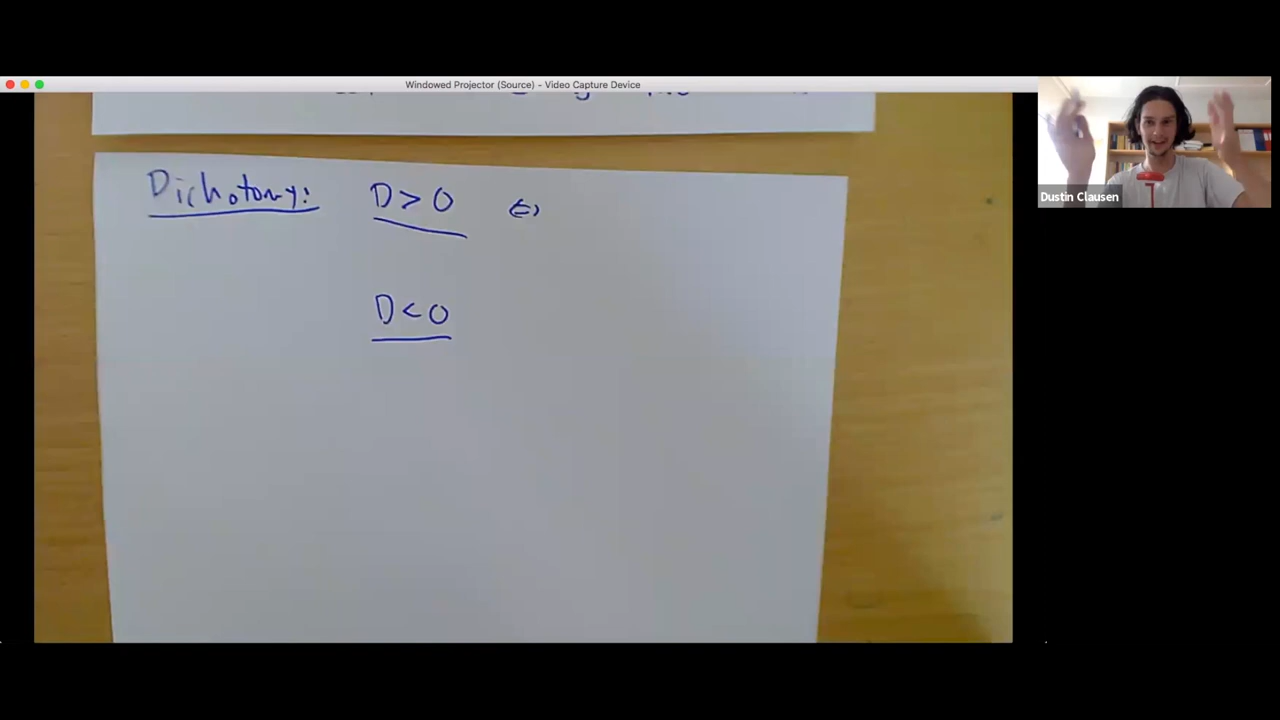 Windowed Projector (Source) - Video Capture Device
Dichotomy: D > 0 ⇔
D < 0
Dustin Clausen